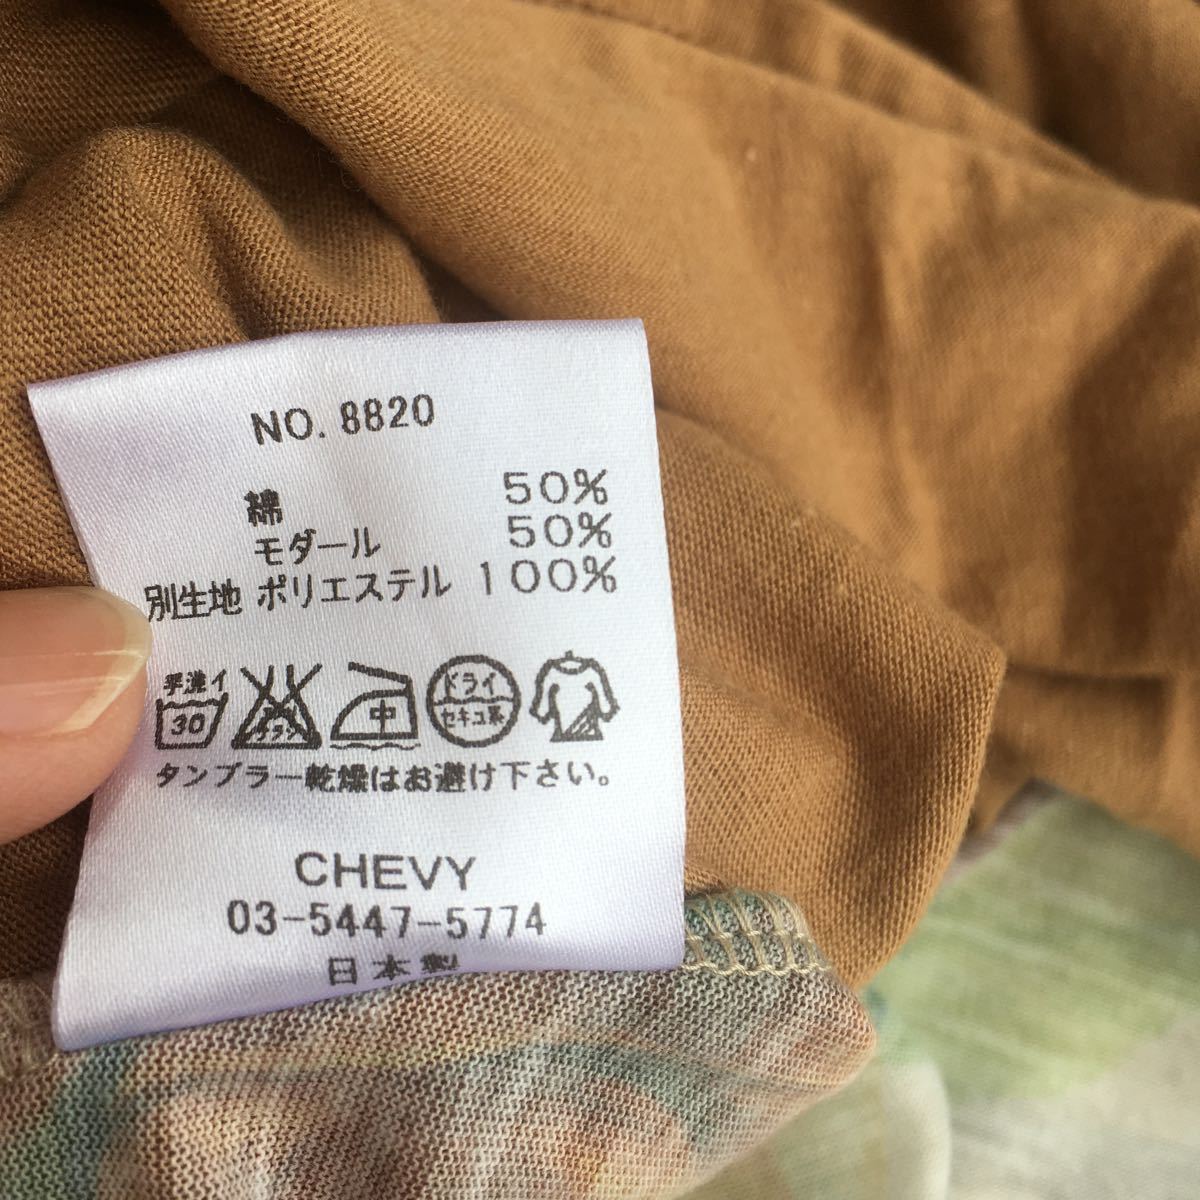 NO. 8820
綿 50%
モダール 50%
別生地 ポリエステル 100%
手洗イ 30 中 ドライ セキユ系
タンブラー乾燥はお避け下さい。
CHEVY
03-5447-5774
日本製